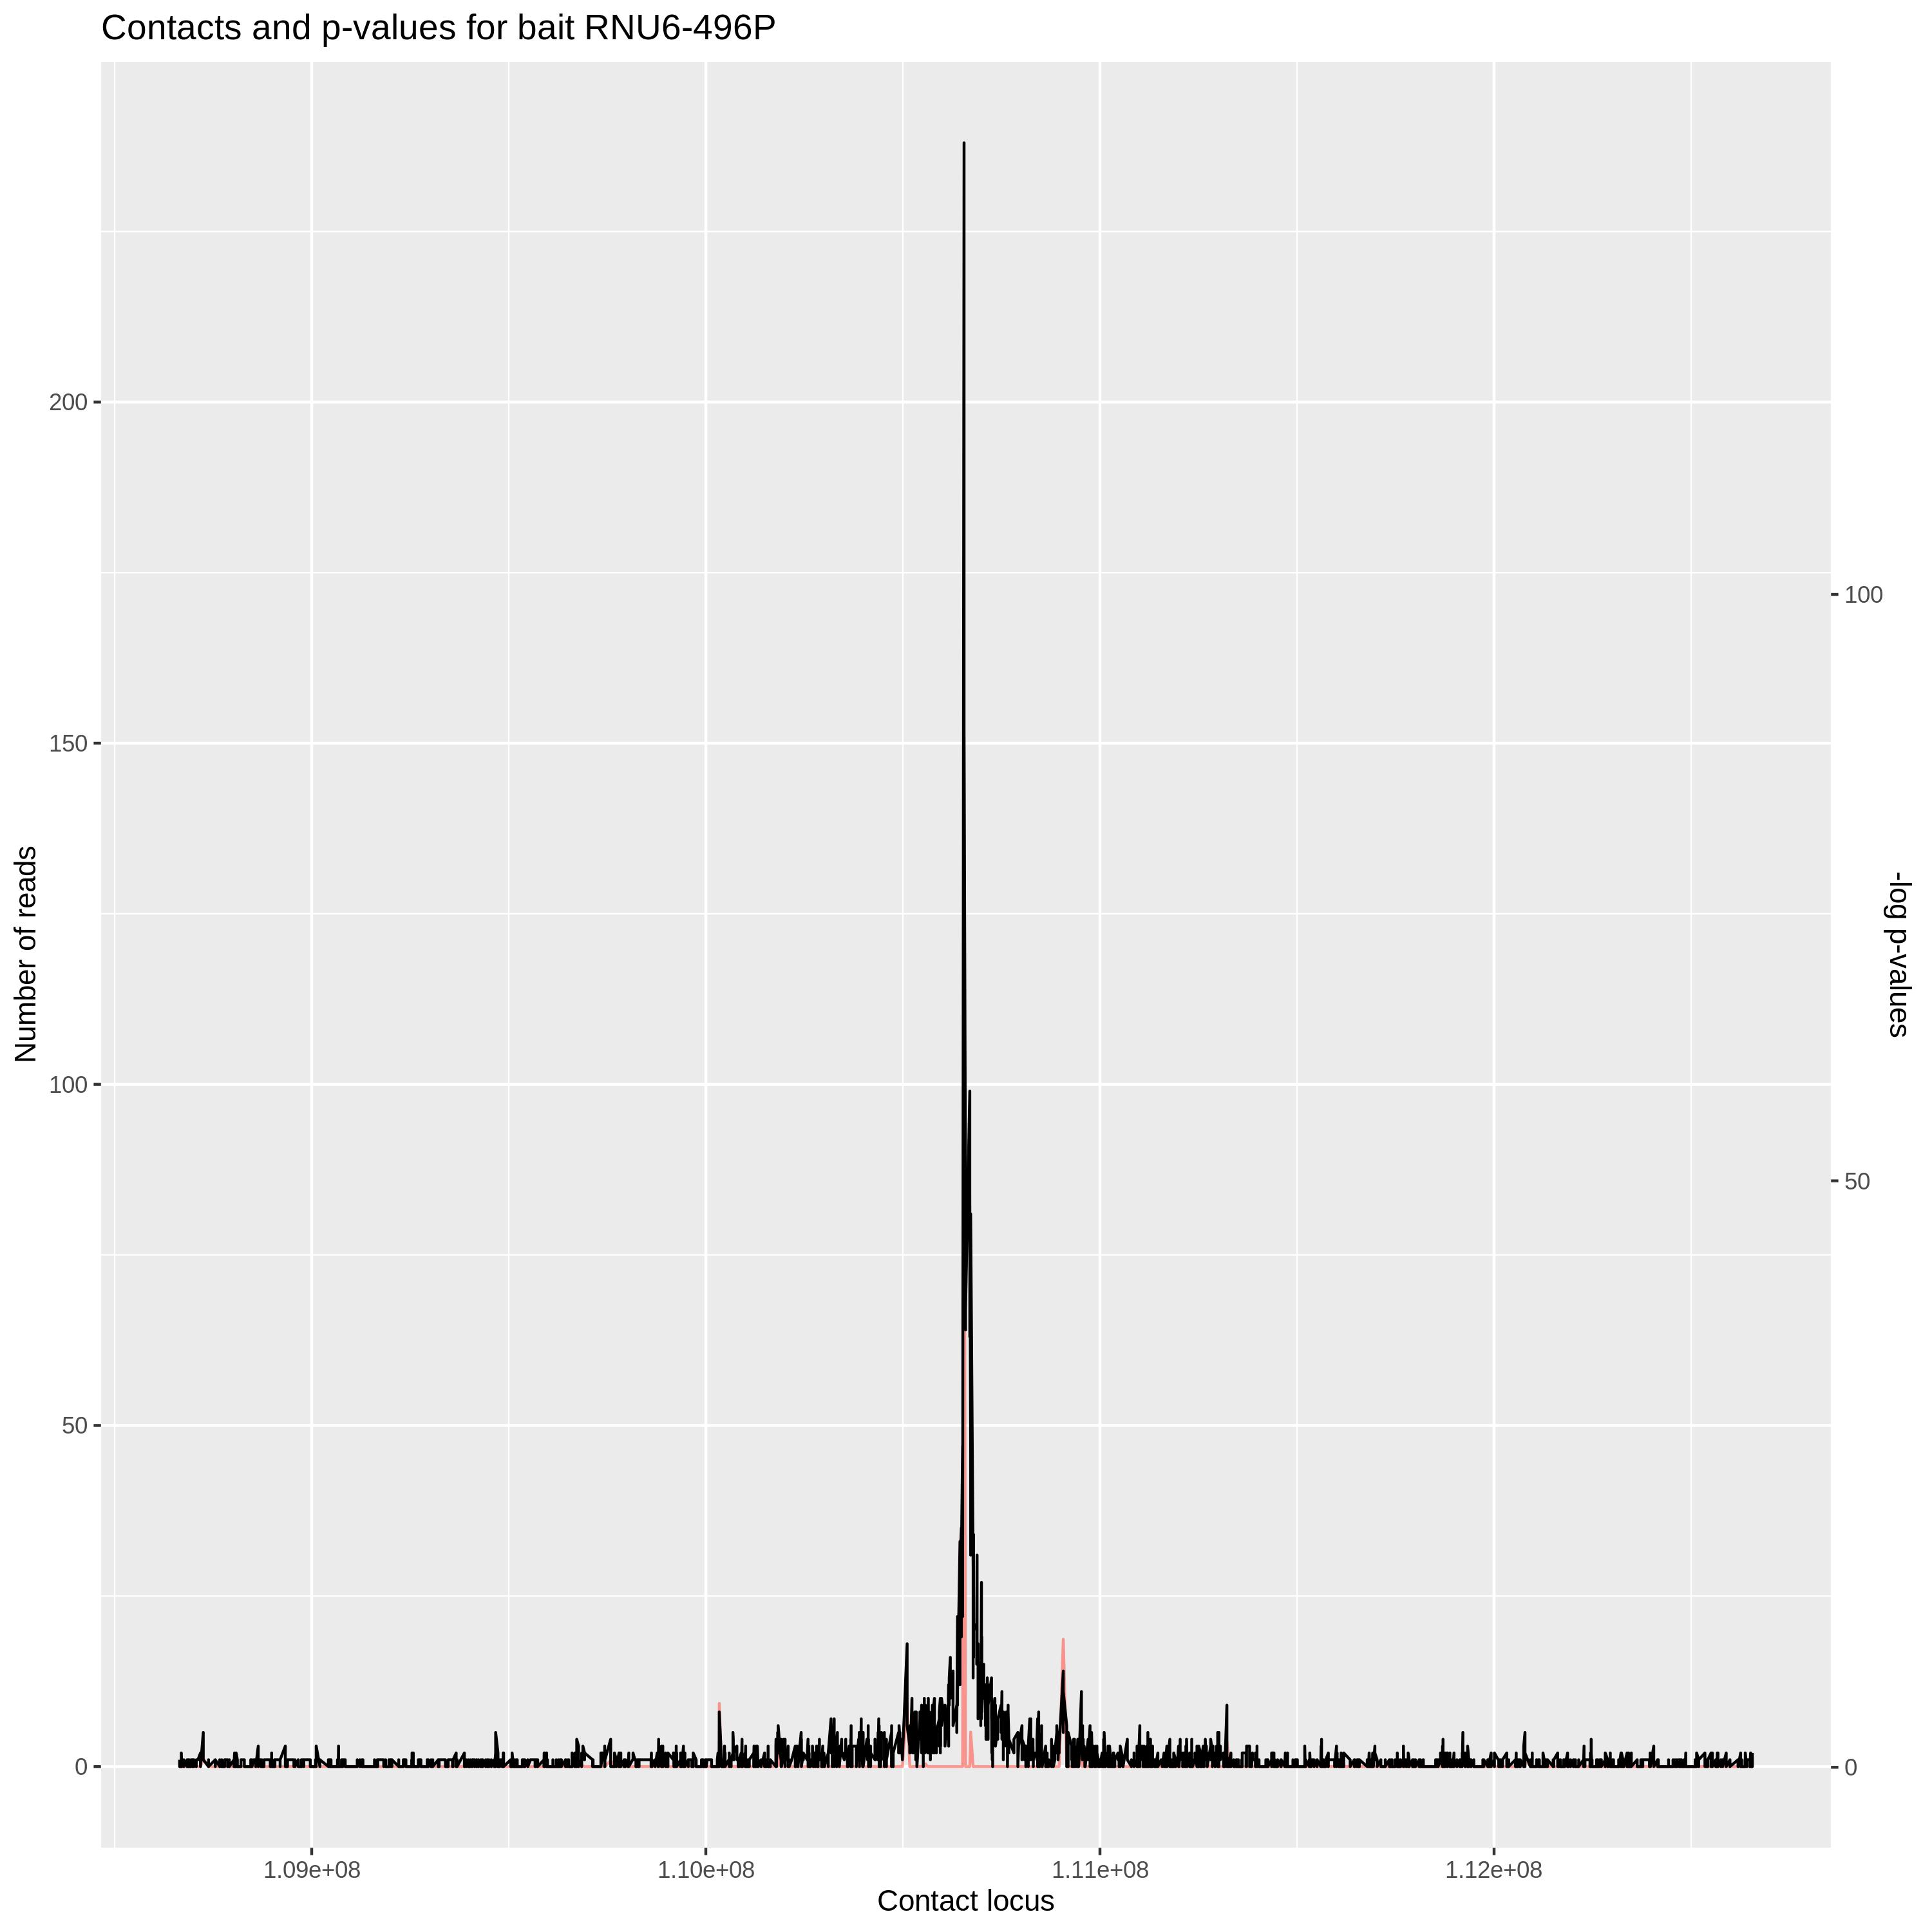 Contacts and p-values for bait RNU6-496P
200
150
100
50
0
Number of reads
100
50
0
-log p-values
1.09e+08
1.10e+08
1.11e+08
1.12e+08
Contact locus